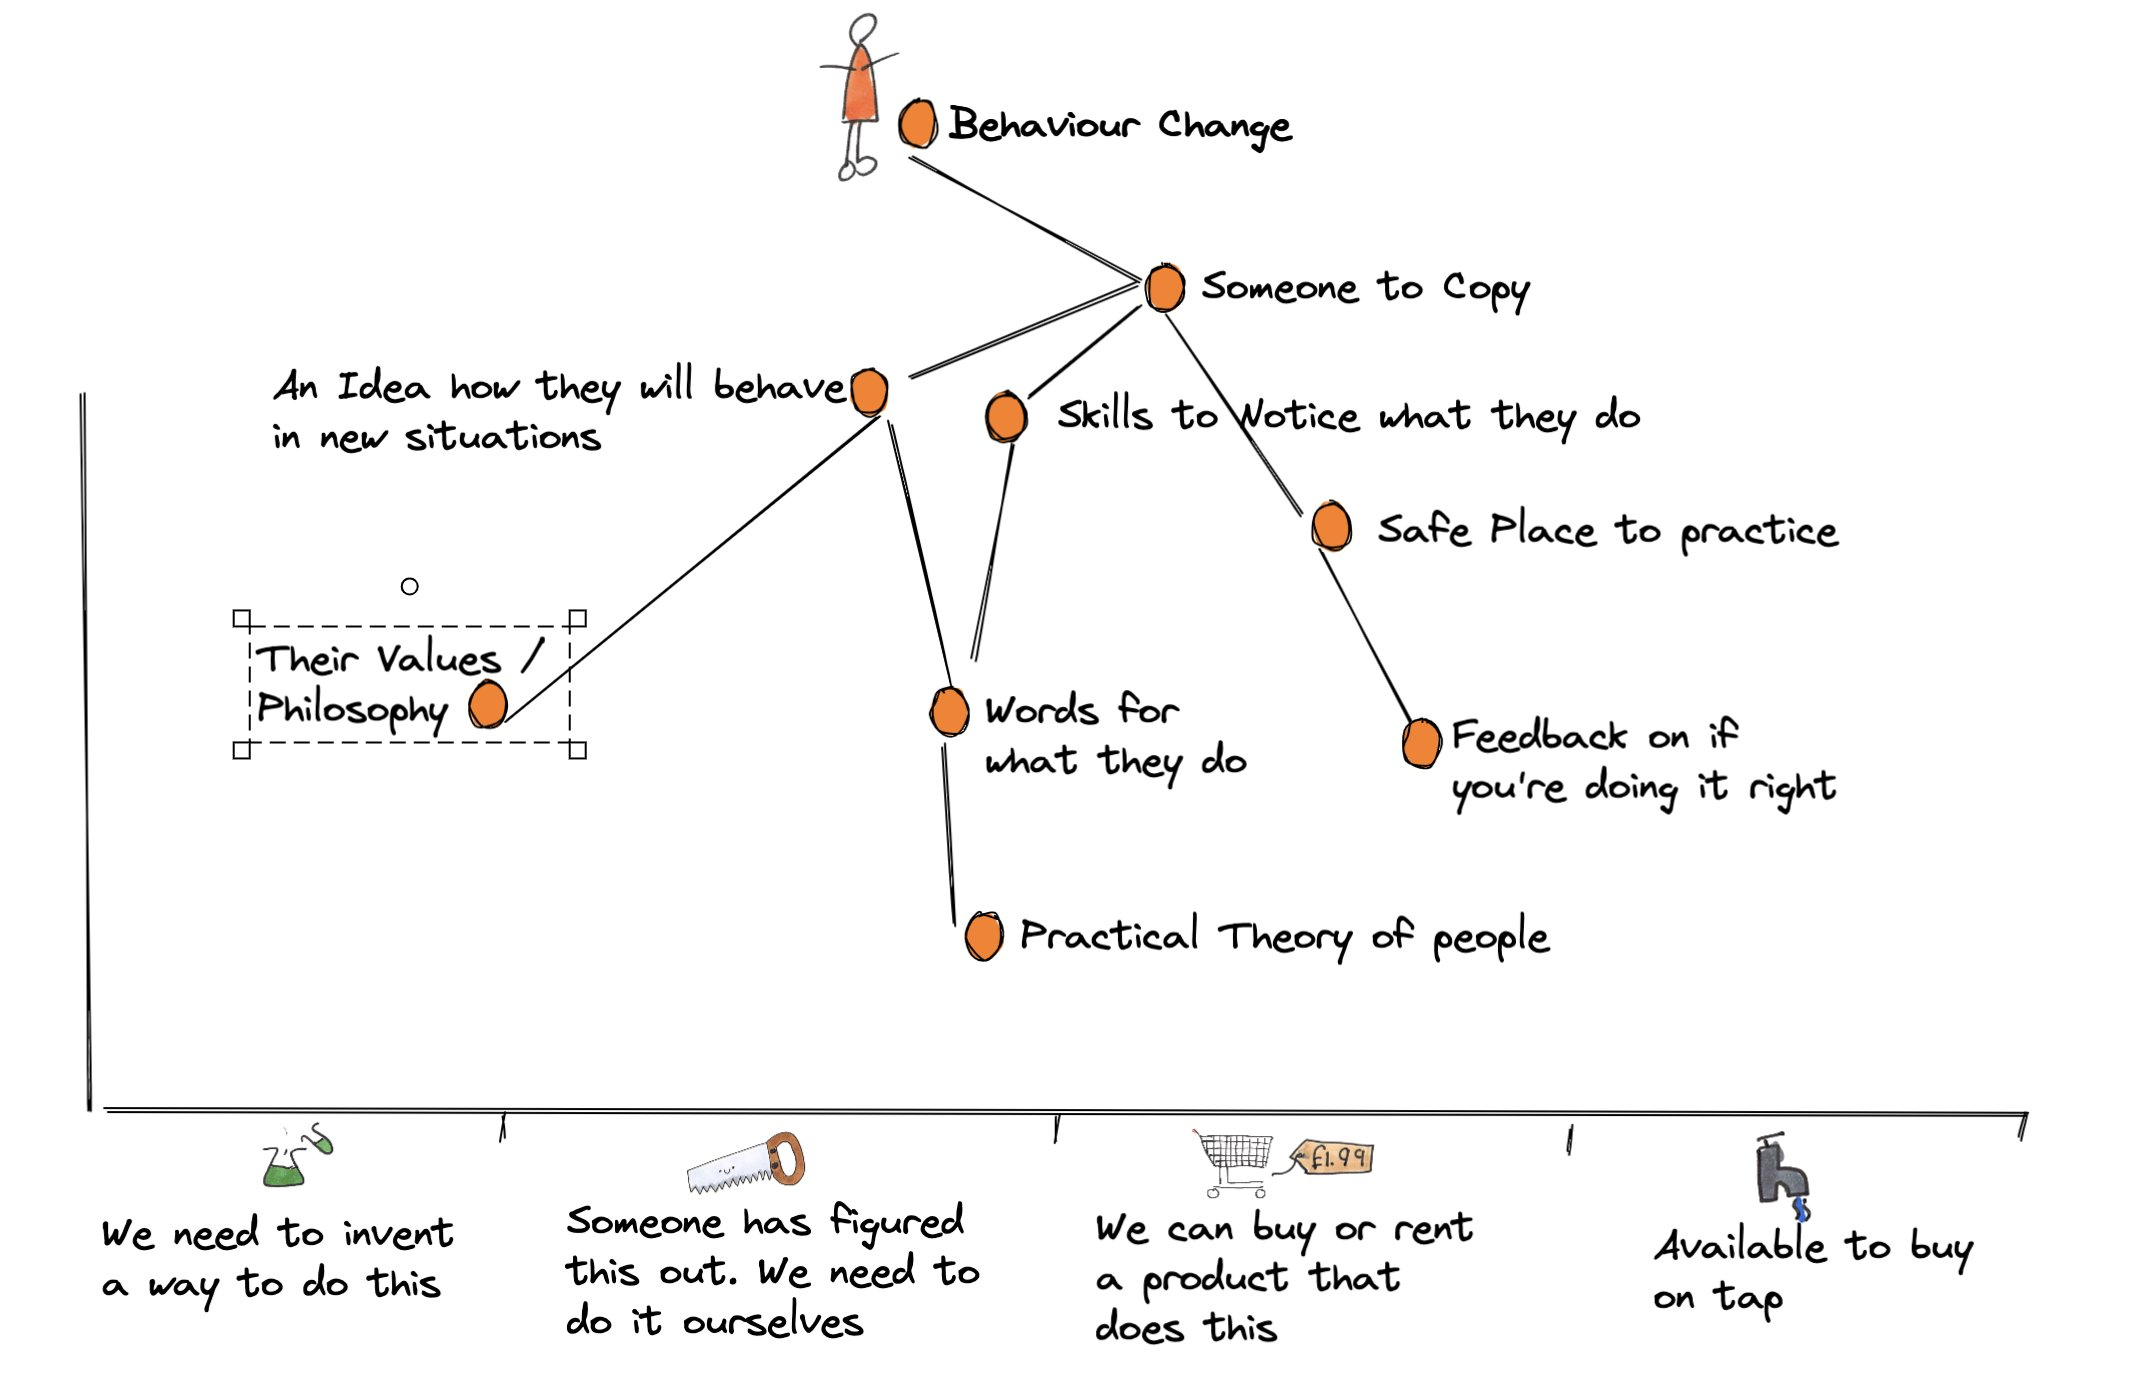 Behaviour Change
Someone to Copy
An Idea how they will behave
in new situations
Skills to Notice what they do
Safe Place to practice
Their Values /
Philosophy
Words for
what they do
Feedback on if
you're doing it right
Practical Theory of people
£1.99
We need to invent
a way to do this
Someone has figured
this out. We need to
do it ourselves
We can buy or rent
a product that
does this
Available to buy
on tap